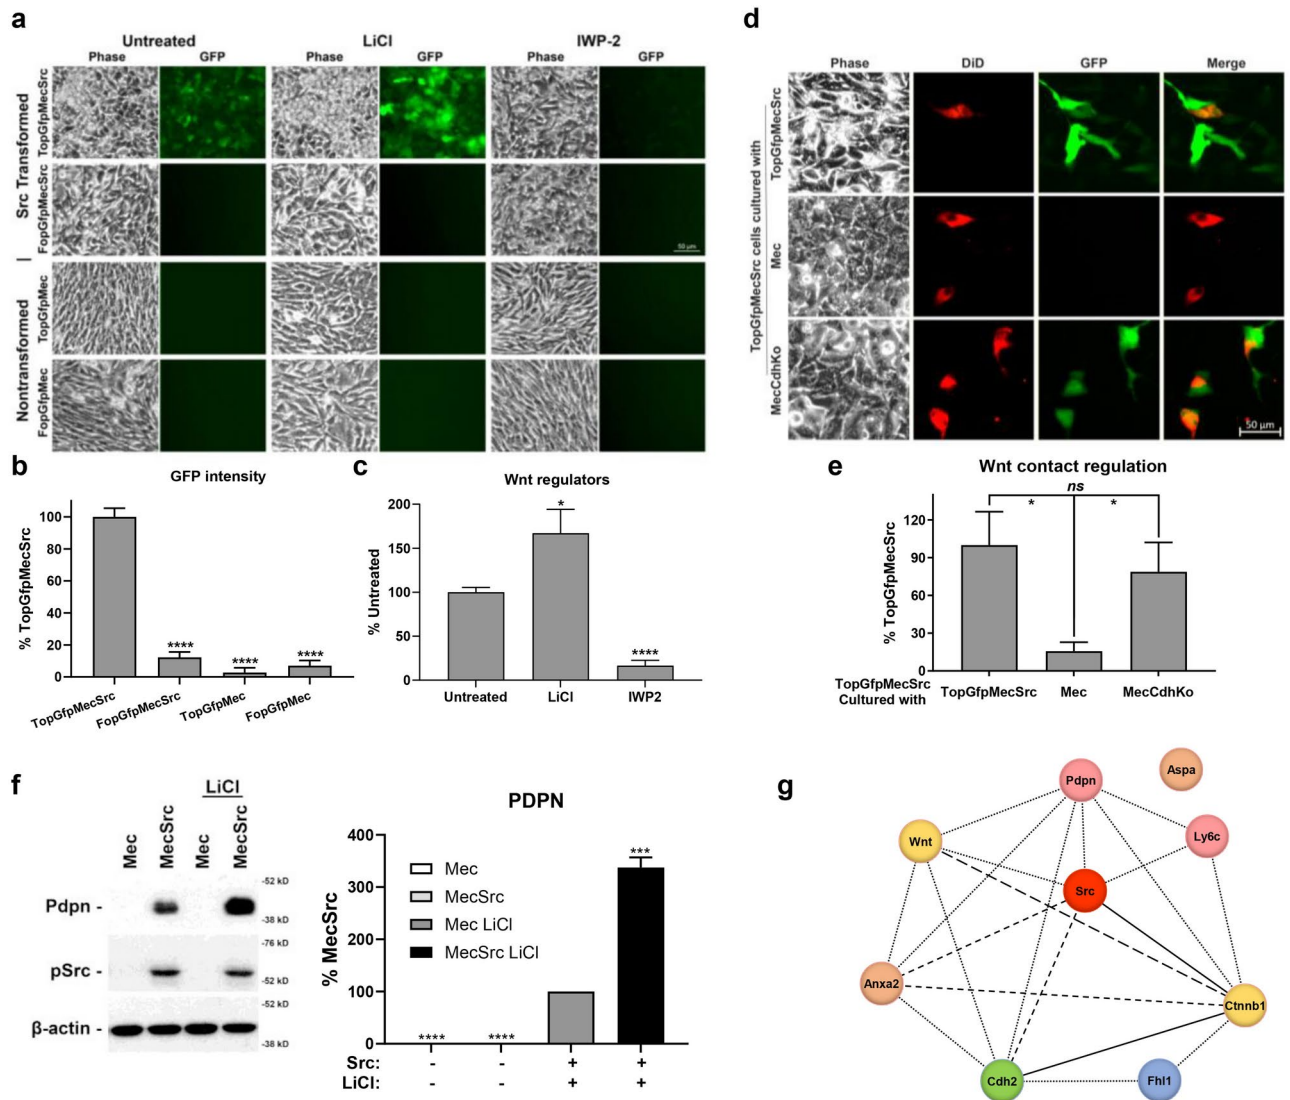 a
Untreated LiCl IWP-2
Phase GFP Phase GFP Phase GFP
Src Transformed
TopGfpMecSrc
FopGfpMecSrc
50 µm
Nontransformed
TopGfpMec
FopGfpMec
b
GFP intensity
% TopGfpMecSrc
100
80
60
40
20
0
**** **** ****
TopGfpMecSrc FopGfpMecSrc TopGfpMec FopGfpMec
c
Wnt regulators
% Untreated
200
150
100
50
0
* ****
Untreated LiCl IWP2
d
Phase DiD GFP Merge
TopGfpMecSrc cells cultured with
TopGfpMecSrc
Mec
MecCdhKo
50 µm
e
Wnt contact regulation
ns
* *
% TopGfpMecSrc
120
90
60
30
0
TopGfpMecSrc
Cultured with
TopGfpMecSrc Mec MecCdhKo
f
LiCl
Mec MecSrc Mec MecSrc
-52 kD
Pdpn -
-38 kD
-76 kD
pSrc -
-52 kD
-52 kD
β-actin -
-38 kD
PDPN
% MecSrc
400
300
200
100
0
Mec
MecSrc
Mec LiCl
MecSrc LiCl
**** **** ***
Src: - - + +
LiCl: - - + +
g
Pdpn
Aspa
Wnt
Ly6c
Src
Anxa2
Ctnnb1
Cdh2
Fhl1